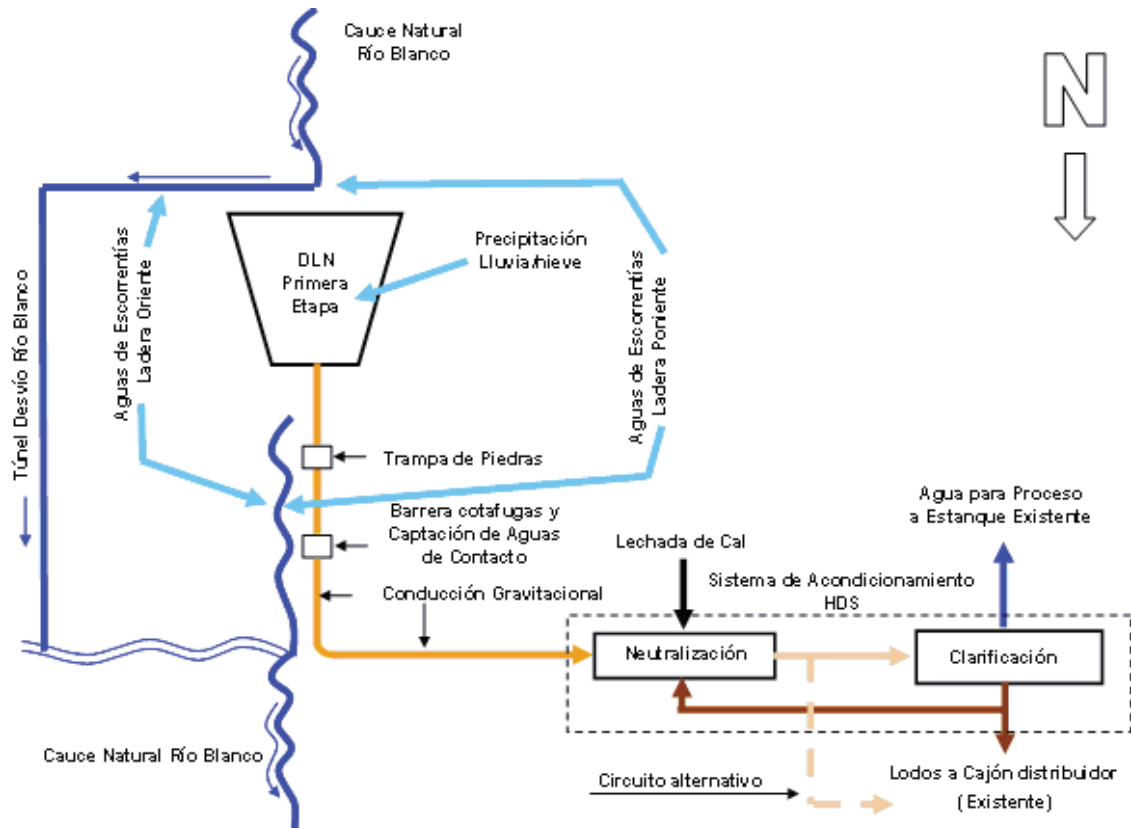 Cauce Natural
Río Blanco
N
DLN
Primera
Etapa
Precipitación
Lluvia/hieve
Túnel Desvío Río Blanco
Aguas de Escorrentías
Ladera Oriente
Aguas de Escorrentías
Ladera Poniente
Trampa de Piedras
Barrera cotafugas y
Captación de Aguas
de Contacto
Conducción Gravitacional
Agua para Proceso
a Estanque Existente
Lechada de Cal
Sistema de Acondicionamiento
HDS
Neutralización
Clarificación
Cauce Natural Río Blanco
Circuito alternativo
Lodos a Cajón distribuidor
(Existente)